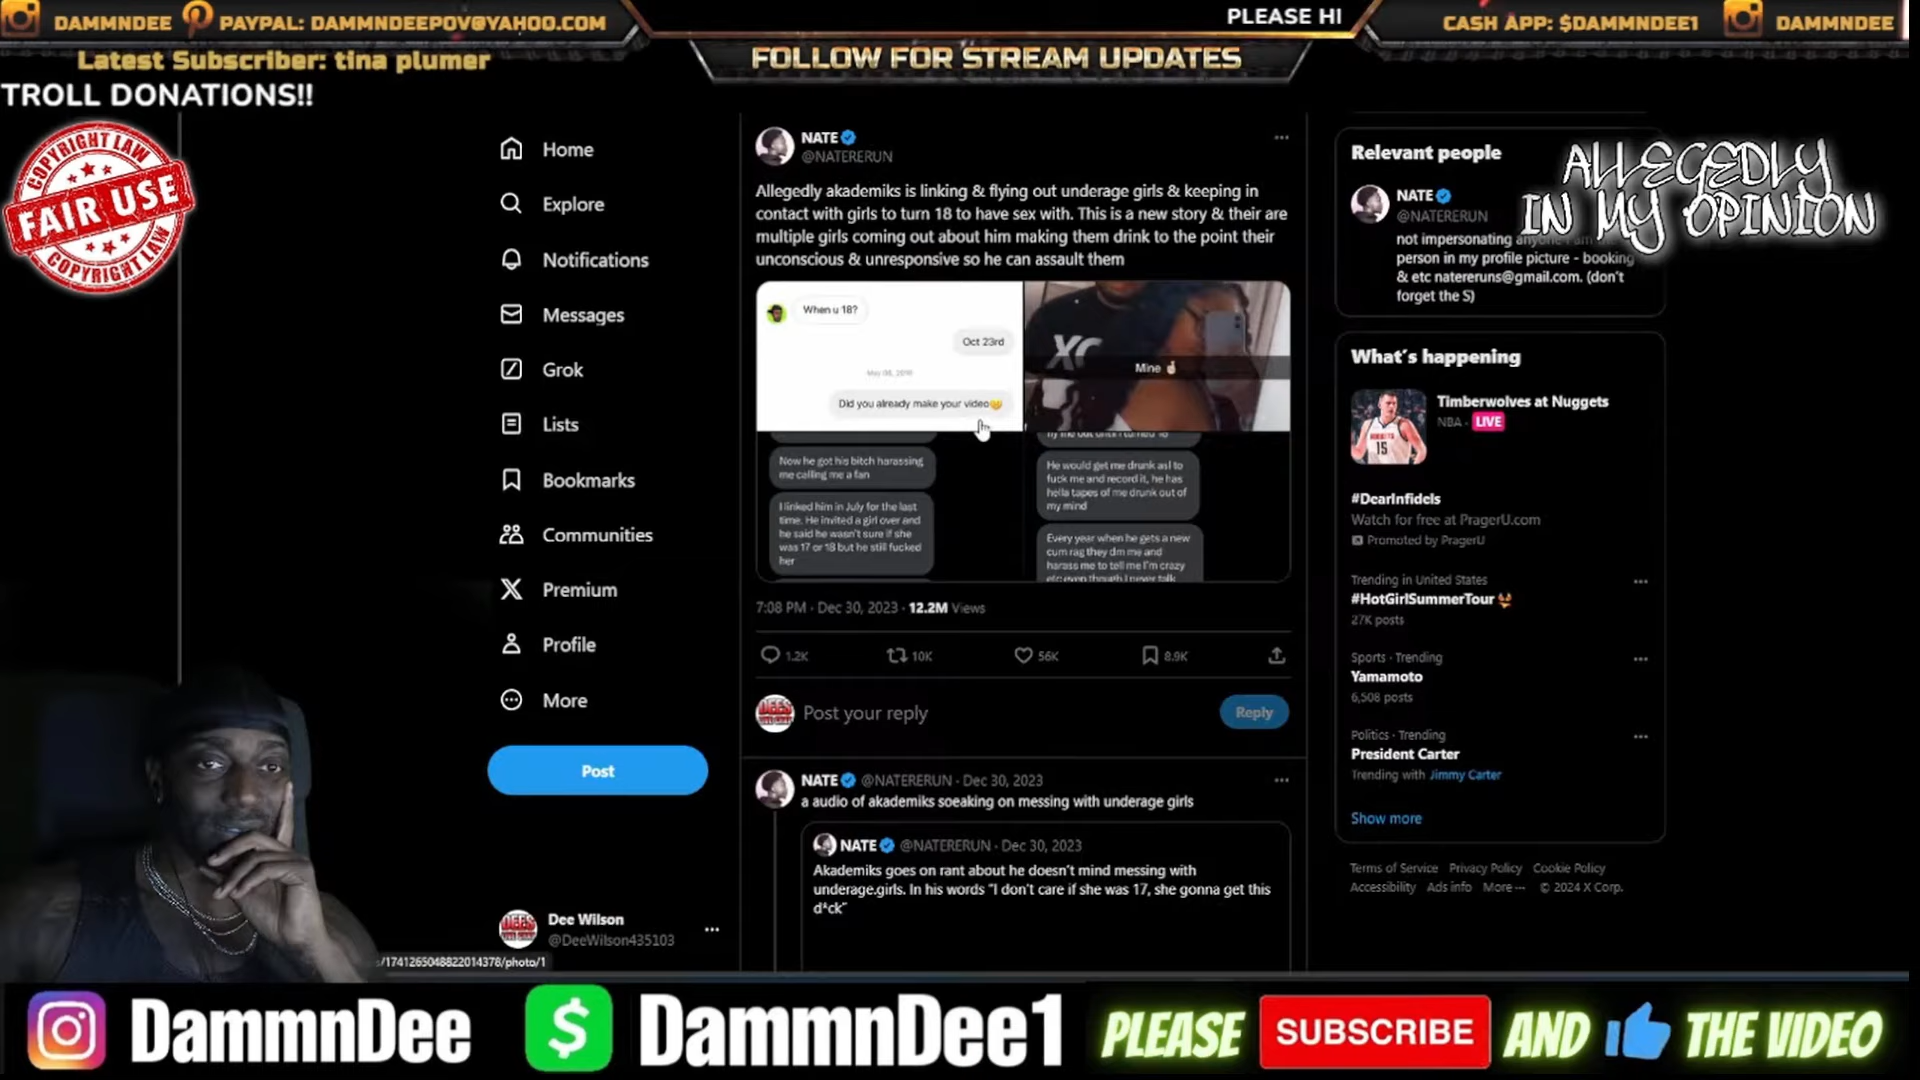 DAMMNDEE
PAYPAL: DAMMNDEEPOV@YAHOO.COM
PLEASE HI
CASH APP: $DAMMNDEE1
DAMMNDEE
Latest Subscriber: tina plumer
FOLLOW FOR STREAM UPDATES
TROLL DONATIONS!!
COPYRIGHT LAW
FAIR USE
COPYRIGHT LAW
Home
Explore
Notifications
Messages
Grok
Lists
Bookmarks
Communities
Premium
Profile
More
Post
Dee Wilson
@DeeWilson435103
/1741265048822014378/photo/1
NATE
@NATERERUN
Allegedly akademiks is linking & flying out underage girls & keeping in
contact with girls to turn 18 to have sex with. This is a new story & their are
multiple girls coming out about him making them drink to the point their
unconscious & unresponsive so he can assault them
When u 18?
Oct 23rd
Did you already make your video
Mine
Now he got his bitch harassing
me calling me a fan
I linked him in July for the last
time. He invited a girl over and
he said he wasn't sure if she
was 17 or 18 but he still fucked
her
He would get me drunk asl to
fuck me and record it, he has
hella tapes of me drunk out of
my mind
Every year when he gets a new
cum rag they dm me and
harass me to tell me I'm crazy
etc even though I never talk
7:08 PM · Dec 30, 2023 · 12.2M Views
1.2K
10K
56K
8.9K
Post your reply
Reply
NATE @NATERERUN · Dec 30, 2023
a audio of akademiks soeaking on messing with underage girls
NATE @NATERERUN · Dec 30, 2023
Akademiks goes on rant about he doesn't mind messing with
underage.girls. In his words "I don't care if she was 17, she gonna get this
d*ck"
Relevant people
ALLEGEDLY
IN MY OPINION
NATE
@NATERERUN
not impersonating
person in my profile picture - booking
& etc natereruns@gmail.com. (don't
forget the S)
What's happening
Timberwolves at Nuggets
NBA · LIVE
#DearInfidels
Watch for free at PragerU.com
Promoted by PragerU
Trending in United States
#HotGirlSummerTour
27K posts
Sports · Trending
Yamamoto
6,508 posts
Politics · Trending
President Carter
Trending with Jimmy Carter
Show more
Terms of Service Privacy Policy Cookie Policy
Accessibility Ads info More ··· © 2024 X Corp.
DammnDee
DammnDee1
PLEASE SUBSCRIBE AND THE VIDEO